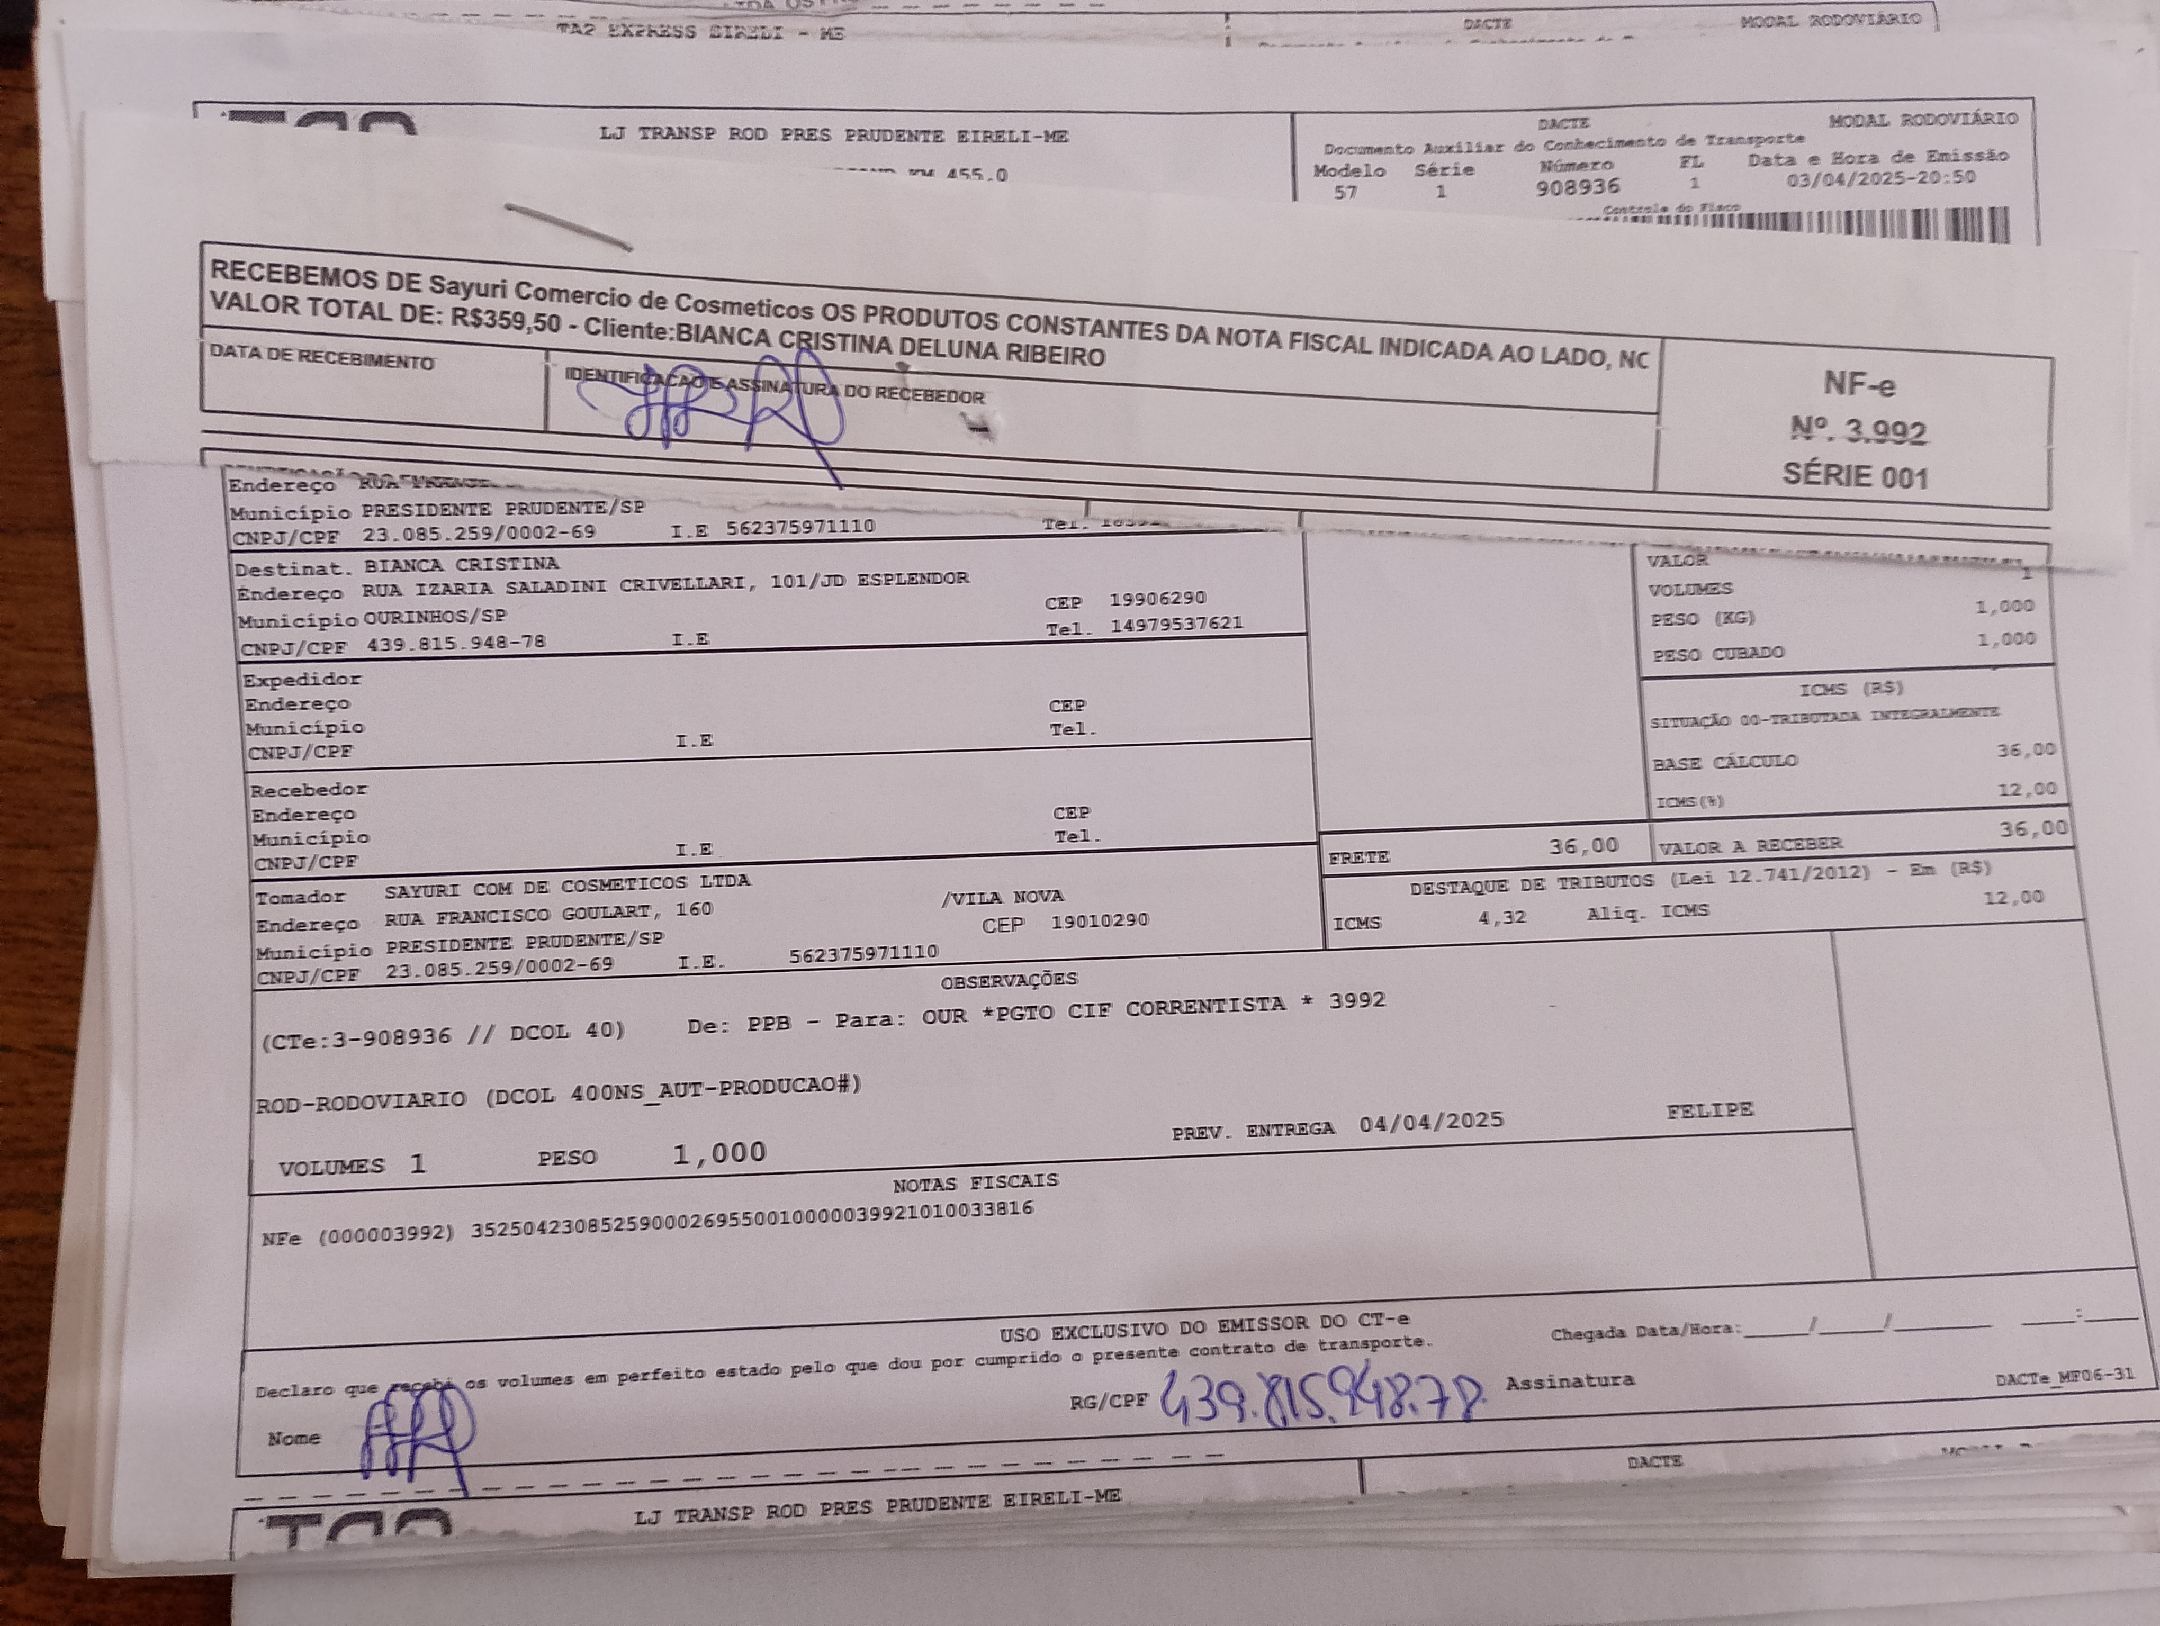 TA2 EXPRESS EIRELI - ME
DACTE
MODAL RODOVIÁRIO
LJ TRANSP ROD PRES PRUDENTE EIRELI-ME
455,0
DACTE
MODAL RODOVIÁRIO
Documento Auxiliar do Conhecimento de Transporte
Modelo Série Número FL Data e Hora de Emissão
57 1 908936 1 03/04/2025-20:50
Controle do Fisco
RECEBEMOS DE Sayuri Comercio de Cosmeticos OS PRODUTOS CONSTANTES DA NOTA FISCAL INDICADA AO LADO, NO
VALOR TOTAL DE: R$359,50 - Cliente:BIANCA CRISTINA DELUNA RIBEIRO
DATA DE RECEBIMENTO
IDENTIFICACAO E ASSINATURA DO RECEBEDOR
NF-e
Nº. 3.992
SÉRIE 001
Endereço RUA
Município PRESIDENTE PRUDENTE/SP
CNPJ/CPF 23.085.259/0002-69 I.E 562375971110 Tel.
Destinat. BIANCA CRISTINA
Endereço RUA IZARIA SALADINI CRIVELLARI, 101/JD ESPLENDOR
Município OURINHOS/SP CEP 19906290
CNPJ/CPF 439.815.948-78 I.E Tel. 14979537621
Expedidor
Endereço
Município CEP
CNPJ/CPF I.E Tel.
Recebedor
Endereço
Município CEP
CNPJ/CPF I.E Tel.
Tomador SAYURI COM DE COSMETICOS LTDA
Endereço RUA FRANCISCO GOULART, 160 /VILA NOVA
Município PRESIDENTE PRUDENTE/SP CEP 19010290
CNPJ/CPF 23.085.259/0002-69 I.E. 562375971110
VALOR
VOLUMES 1
PESO (KG) 1,000
PESO CUBADO 1,000
ICMS (R$)
SITUAÇÃO 00-TRIBUTADA INTEGRALMENTE
BASE CÁLCULO 36,00
ICMS(%) 12,00
FRETE 36,00 VALOR A RECEBER 36,00
DESTAQUE DE TRIBUTOS (Lei 12.741/2012) - Em (R$)
ICMS 4,32 Aliq. ICMS 12,00
OBSERVAÇÕES
(CTe:3-908936 // DCOL 40) De: PPB - Para: OUR *PGTO CIF CORRENTISTA * 3992
ROD-RODOVIARIO (DCOL 400NS_AUT-PRODUCAO#)
VOLUMES 1 PESO 1,000 PREV. ENTREGA 04/04/2025 FELIPE
NOTAS FISCAIS
NFe (000003992) 35250423085259000269550010000039921010033816
USO EXCLUSIVO DO EMISSOR DO CT-e
Declaro que recebi os volumes em perfeito estado pelo que dou por cumprido o presente contrato de transporte.
Chegada Data/Hora:____/____/______ ___:___
Nome RG/CPF 439.815.948.78 Assinatura
DACTe_MF06-31
LJ TRANSP ROD PRES PRUDENTE EIRELI-ME
DACTE